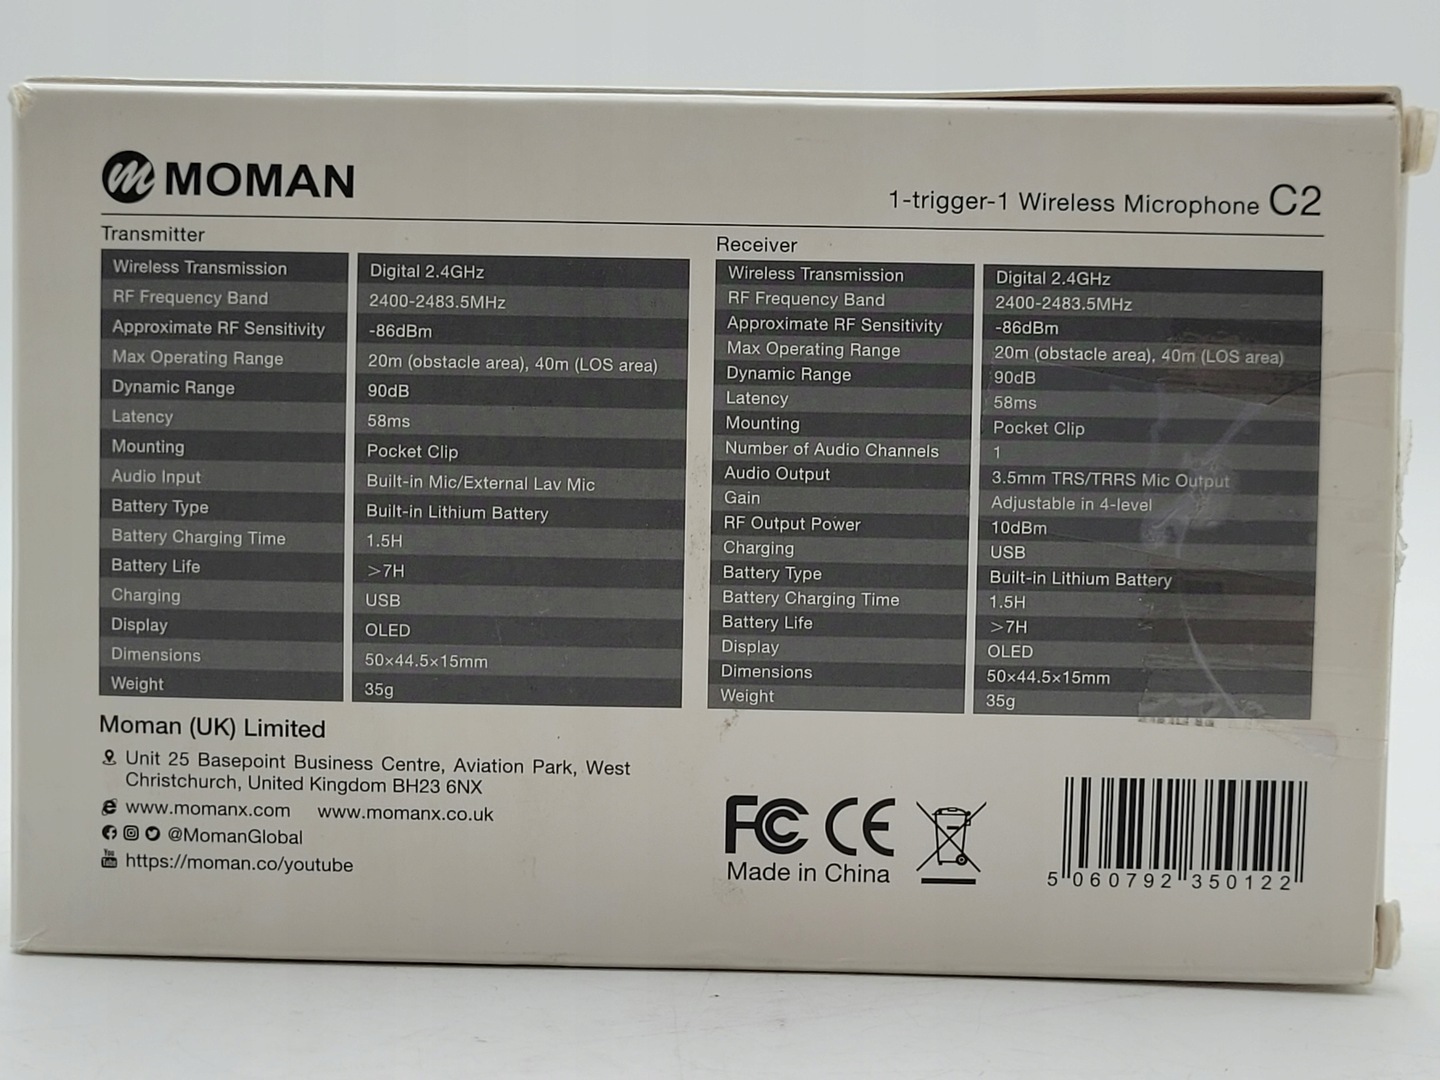 MOMAN
1-trigger-1 Wireless Microphone C2
Transmitter
Wireless Transmission Digital 2.4GHz
RF Frequency Band 2400-2483.5MHz
Approximate RF Sensitivity -86dBm
Max Operating Range 20m (obstacle area), 40m (LOS area)
Dynamic Range 90dB
Latency 58ms
Mounting Pocket Clip
Audio Input Built-in Mic/External Lav Mic
Battery Type Built-in Lithium Battery
Battery Charging Time 1.5H
Battery Life >7H
Charging USB
Display OLED
Dimensions 50×44.5×15mm
Weight 35g
Receiver
Wireless Transmission Digital 2.4GHz
RF Frequency Band 2400-2483.5MHz
Approximate RF Sensitivity -86dBm
Max Operating Range 20m (obstacle area), 40m (LOS area)
Dynamic Range 90dB
Latency 58ms
Mounting Pocket Clip
Number of Audio Channels 1
Audio Output 3.5mm TRS/TRRS Mic Output
Gain Adjustable in 4-level
RF Output Power 10dBm
Charging USB
Battery Type Built-in Lithium Battery
Battery Charging Time 1.5H
Battery Life >7H
Display OLED
Dimensions 50×44.5×15mm
Weight 35g
Moman (UK) Limited
Unit 25 Basepoint Business Centre, Aviation Park, West
Christchurch, United Kingdom BH23 6NX
www.momanx.com www.momanx.co.uk
@MomanGlobal
You Tube https://moman.co/youtube
FC CE
Made in China
5 060792 350122